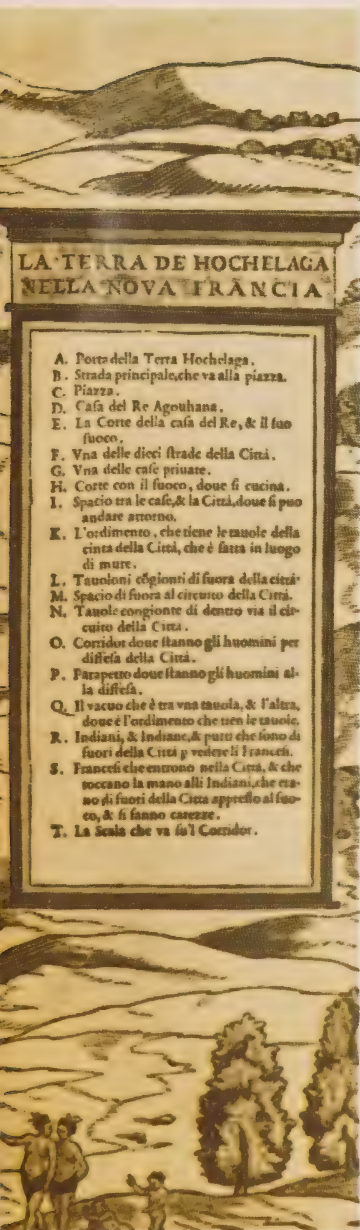 LA·TERRA DE HOCHELAGA
NELLA NOVA FRĀNCIA
A. Porta della Terra Hochelaga.
B. Strada principale, che va alla piazza.
C. Piazza.
D. Casa del Re Agouhana.
E. La Corte della casa del Re, & il suo
fuoco.
F. Vna delle dieci strade della Città.
G. Vna delle case priuate.
H. Corte con il fuoco, doue si cucina.
I. Spacio tra le case, & la Città, doue si puo
andare attorno.
K. L'ordimento, che tiene le tauole della
cinta della Città, che è fatta in luogo
di mure.
L. Tauoloni cōgionti di fuora della città·
M. Spacio di fuora al circuito della Città.
N. Tauole congionte di dentro via il cir-
cuito della Città.
O. Corridor doue stanno gli huomini per
diffesa della Città.
P. Parapetto doue stanno gli huomini al-
la diffesa.
Q. Il vacuo che è tra vna tauola, & l'altra,
doue è l'ordimento che tien le tauole.
R. Indiani, & Indiane, & putti che sono di
fuori della Città p vedere li Francesi.
S. Francesi che entrono nella Città, & che
toccano la mano alli Indiani, che era-
no di fuori della Città appresso al fuo-
co, & si fanno carezze.
T. La Scala che va su'l Corridor.